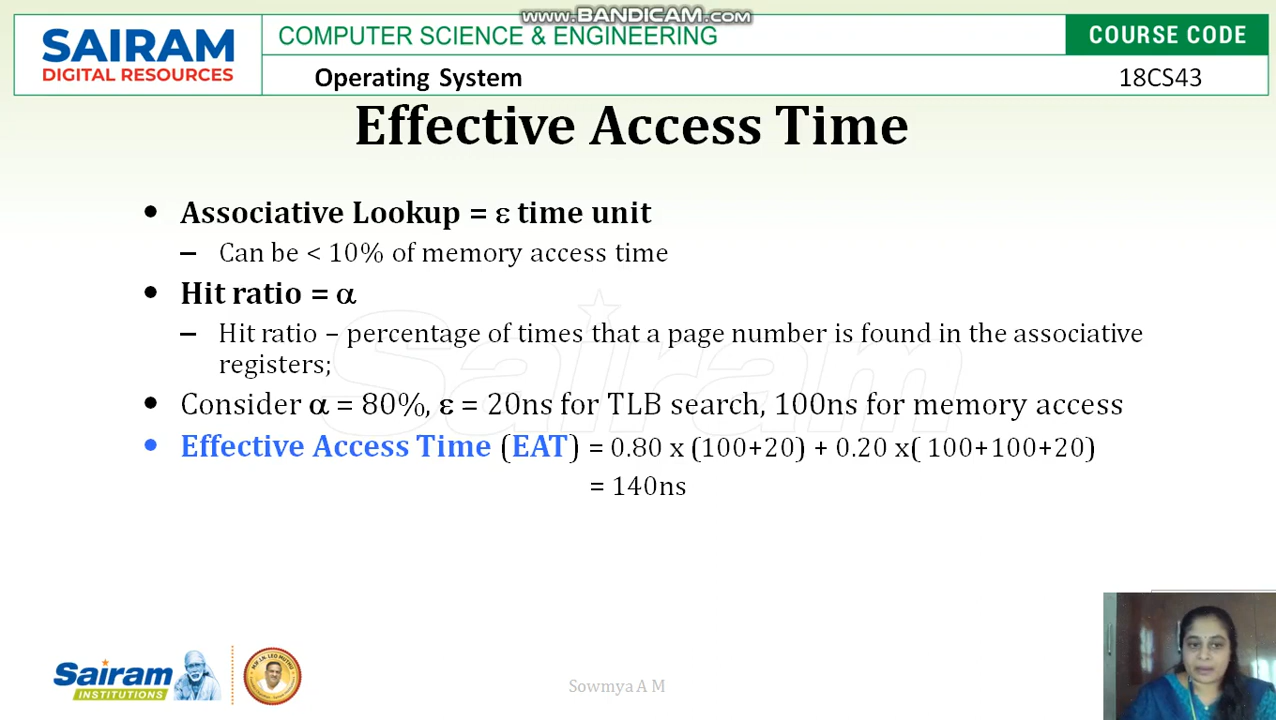 www.BANDICAM.com
SAIRAM
DIGITAL RESOURCES
COMPUTER SCIENCE & ENGINEERING
COURSE CODE
Operating System
18CS43
Effective Access Time
• Associative Lookup = ε time unit
– Can be < 10% of memory access time
• Hit ratio = α
– Hit ratio – percentage of times that a page number is found in the associative
registers;
• Consider α = 80%, ε = 20ns for TLB search, 100ns for memory access
• Effective Access Time (EAT) = 0.80 x (100+20) + 0.20 x( 100+100+20)
= 140ns
Sairam
Sairam
INSTITUTIONS
Sowmya A M